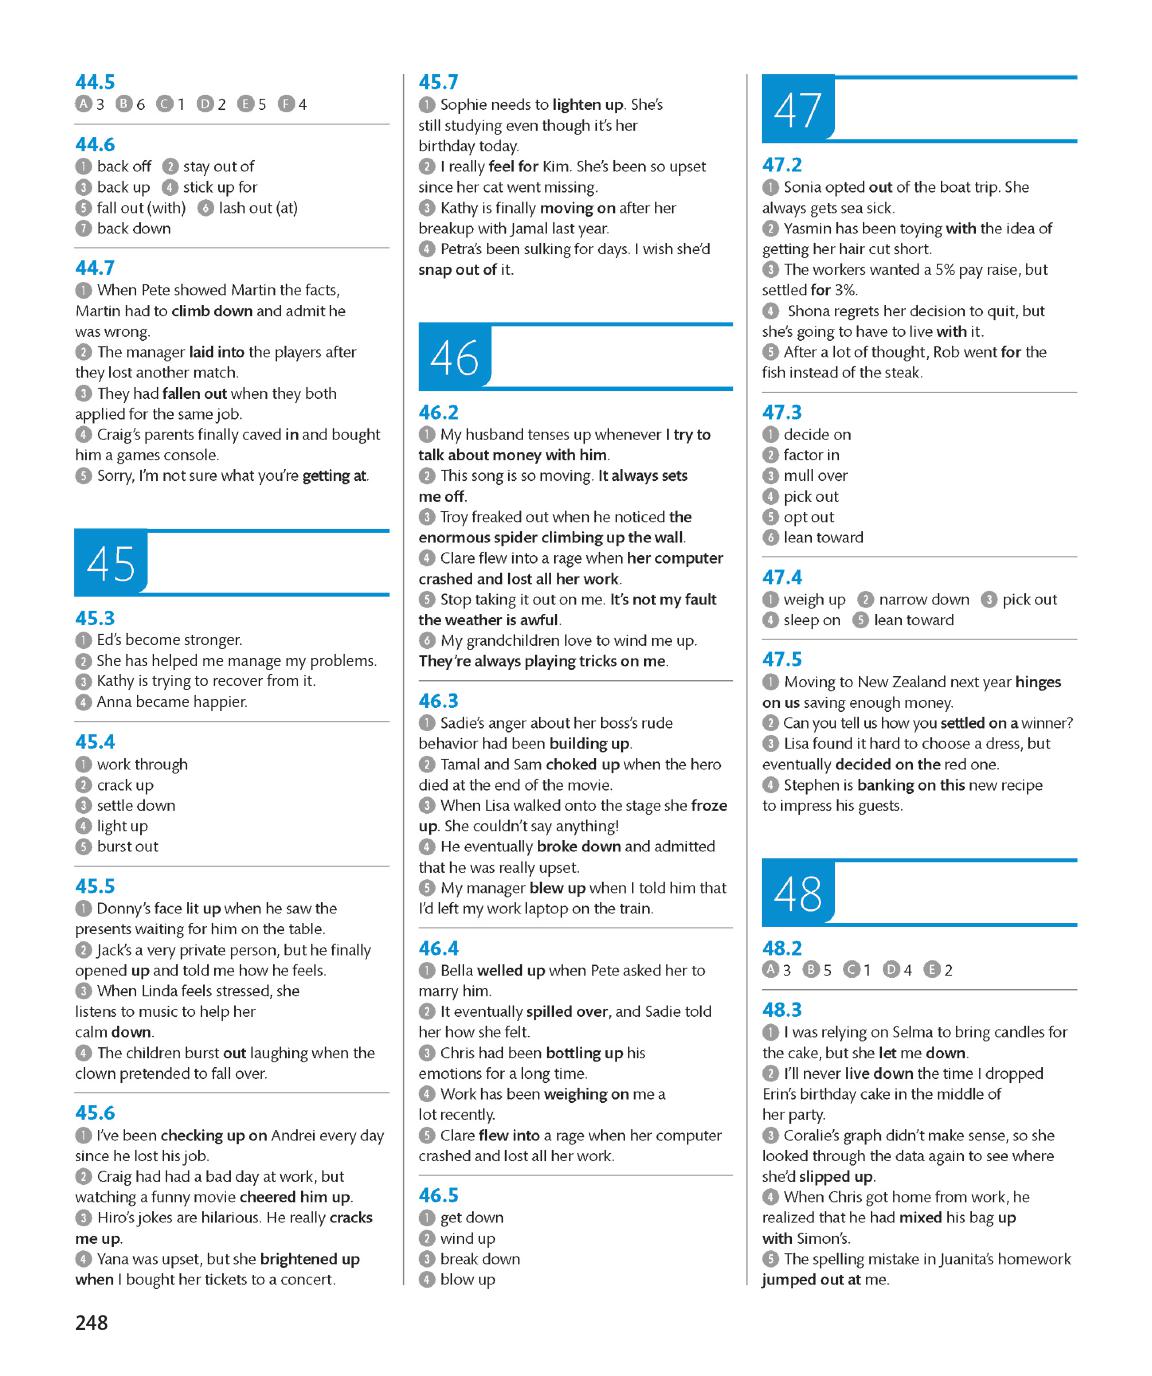 44.5
A 3 B 6 C 1 D 2 E 5 F 4
44.6
1 back off 2 stay out of
3 back up 4 stick up for
5 fall out (with) 6 lash out (at)
7 back down
44.7
1 When Pete showed Martin the facts,
Martin had to climb down and admit he
was wrong.
2 The manager laid into the players after
they lost another match.
3 They had fallen out when they both
applied for the same job.
4 Craig's parents finally caved in and bought
him a games console.
5 Sorry, I'm not sure what you're getting at.
45
45.3
1 Ed's become stronger.
2 She has helped me manage my problems.
3 Kathy is trying to recover from it.
4 Anna became happier.
45.4
1 work through
2 crack up
3 settle down
4 light up
5 burst out
45.5
1 Donny's face lit up when he saw the
presents waiting for him on the table.
2 Jack's a very private person, but he finally
opened up and told me how he feels.
3 When Linda feels stressed, she
listens to music to help her
calm down.
4 The children burst out laughing when the
clown pretended to fall over.
45.6
1 I've been checking up on Andrei every day
since he lost his job.
2 Craig had had a bad day at work, but
watching a funny movie cheered him up.
3 Hiro's jokes are hilarious. He really cracks
me up.
4 Yana was upset, but she brightened up
when I bought her tickets to a concert.
248
45.7
1 Sophie needs to lighten up. She's
still studying even though it's her
birthday today.
2 I really feel for Kim. She's been so upset
since her cat went missing.
3 Kathy is finally moving on after her
breakup with Jamal last year.
4 Petra's been sulking for days. I wish she'd
snap out of it.
46
46.2
1 My husband tenses up whenever I try to
talk about money with him.
2 This song is so moving. It always sets
me off.
3 Troy freaked out when he noticed the
enormous spider climbing up the wall.
4 Clare flew into a rage when her computer
crashed and lost all her work.
5 Stop taking it out on me. It's not my fault
the weather is awful.
6 My grandchildren love to wind me up.
They're always playing tricks on me.
46.3
1 Sadie's anger about her boss's rude
behavior had been building up.
2 Tamal and Sam choked up when the hero
died at the end of the movie.
3 When Lisa walked onto the stage she froze
up. She couldn't say anything!
4 He eventually broke down and admitted
that he was really upset.
5 My manager blew up when I told him that
I'd left my work laptop on the train.
46.4
1 Bella welled up when Pete asked her to
marry him.
2 It eventually spilled over, and Sadie told
her how she felt.
3 Chris had been bottling up his
emotions for a long time.
4 Work has been weighing on me a
lot recently.
5 Clare flew into a rage when her computer
crashed and lost all her work.
46.5
1 get down
2 wind up
3 break down
4 blow up
47
47.2
1 Sonia opted out of the boat trip. She
always gets sea sick.
2 Yasmin has been toying with the idea of
getting her hair cut short.
3 The workers wanted a 5% pay raise, but
settled for 3%.
4 Shona regrets her decision to quit, but
she's going to have to live with it.
5 After a lot of thought, Rob went for the
fish instead of the steak.
47.3
1 decide on
2 factor in
3 mull over
4 pick out
5 opt out
6 lean toward
47.4
1 weigh up 2 narrow down 3 pick out
4 sleep on 5 lean toward
47.5
1 Moving to New Zealand next year hinges
on us saving enough money.
2 Can you tell us how you settled on a winner?
3 Lisa found it hard to choose a dress, but
eventually decided on the red one.
4 Stephen is banking on this new recipe
to impress his guests.
48
48.2
A 3 B 5 C 1 D 4 E 2
48.3
1 I was relying on Selma to bring candles for
the cake, but she let me down.
2 I'll never live down the time I dropped
Erin's birthday cake in the middle of
her party.
3 Coralie's graph didn't make sense, so she
looked through the data again to see where
she'd slipped up.
4 When Chris got home from work, he
realized that he had mixed his bag up
with Simon's.
5 The spelling mistake in Juanita's homework
jumped out at me.